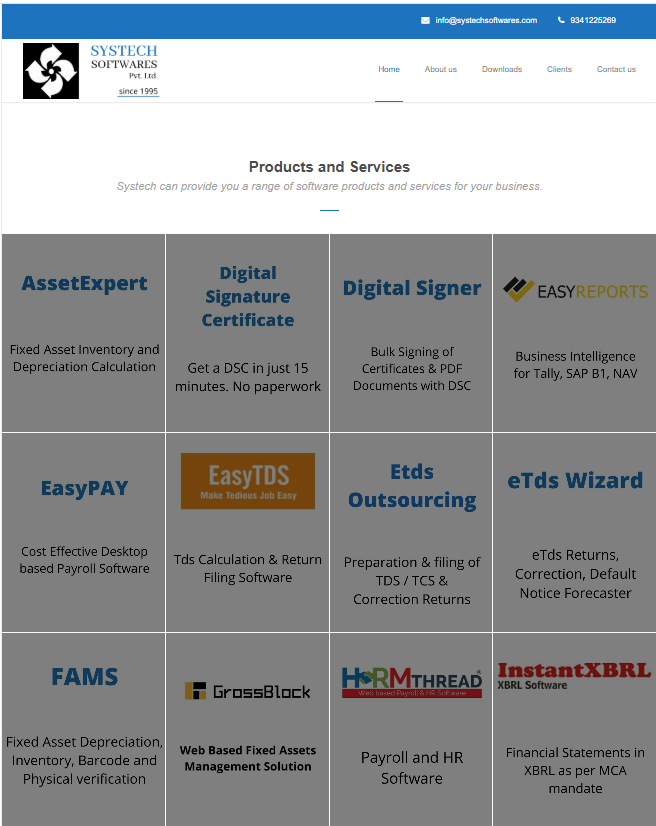 info@systechsoftwares.com 9341225269
SYSTECH
SOFTWARES
Pvt. Ltd.
since 1995
Home About us Downloads Clients Contact us
Products and Services
Systech can provide you a range of software products and services for your business.
AssetExpert
Fixed Asset Inventory and
Depreciation Calculation
Digital
Signature
Certificate
Get a DSC in just 15
minutes. No paperwork
Digital Signer
Bulk Signing of
Certificates & PDF
Documents with DSC
EASYREPORTS
Business Intelligence
for Tally, SAP B1, NAV
EasyPAY
Cost Effective Desktop
based Payroll Software
EasyTDS
Make Tedious Job Easy
Tds Calculation & Return
Filing Software
Etds
Outsourcing
Preparation & filing of
TDS / TCS &
Correction Returns
eTds Wizard
eTds Returns,
Correction, Default
Notice Forecaster
FAMS
Fixed Asset Depreciation,
Inventory, Barcode and
Physical verification
GrossBlock
Web Based Fixed Assets
Management Solution
HRMTHREAD®
Web based Payroll & HR Software
Payroll and HR
Software
InstantXBRL
XBRL Software
Financial Statements in
XBRL as per MCA
mandate